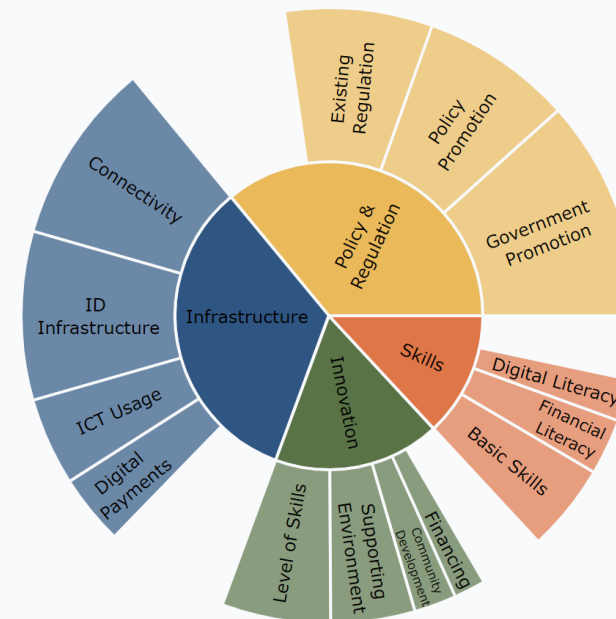 Existing
Regulation
Policy
Promotion
Government
Promotion
Policy &
Regulation
Connectivity
ID
Infrastructure
ICT Usage
Digital
Payments
Infrastructure
Innovation
Skills
Digital Literacy
Financial
Literacy
Basic Skills
Level of Skills
Supporting
Environment
Community
Development
Financing